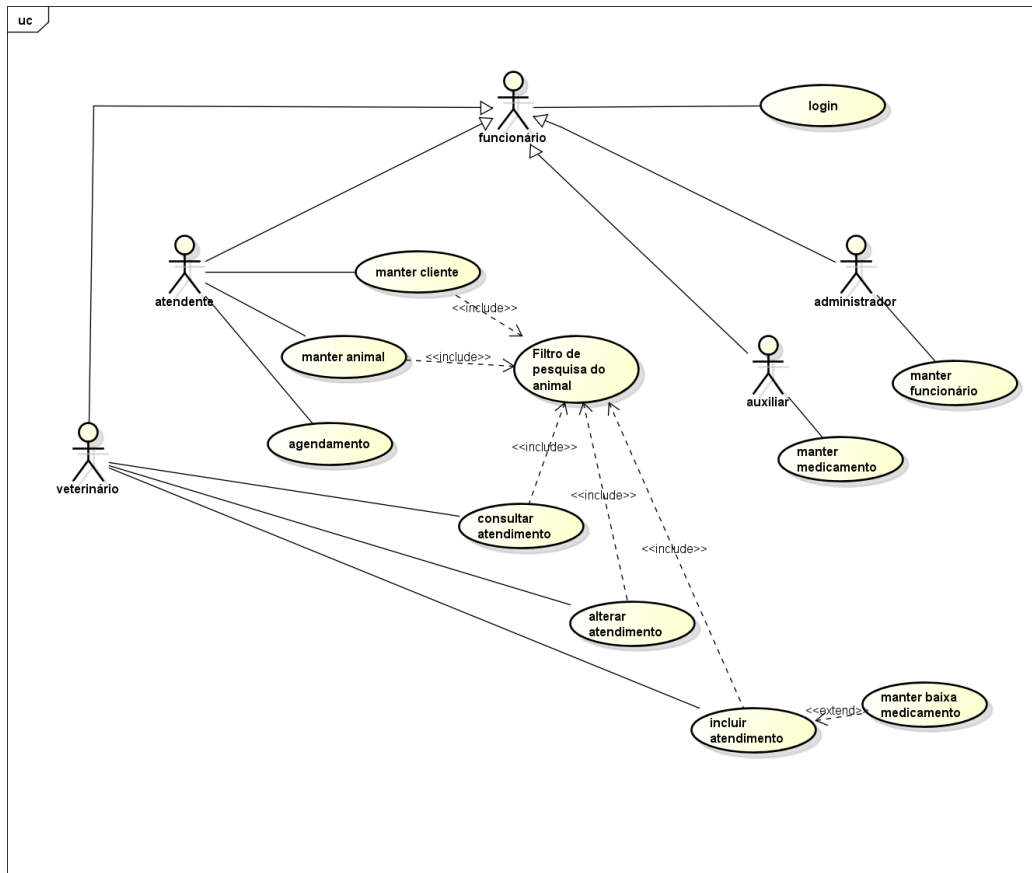 uc
funcionário
login
atendente
manter cliente
administrador
<<include>>
manter animal
<<include>>
Filtro de
pesquisa do
animal
auxiliar
manter
funcionário
agendamento
<<include>>
manter
medicamento
veterinário
<<include>>
consultar
atendimento
<<include>>
alterar
atendimento
manter baixa
medicamento
<<extend>>
incluir
atendimento